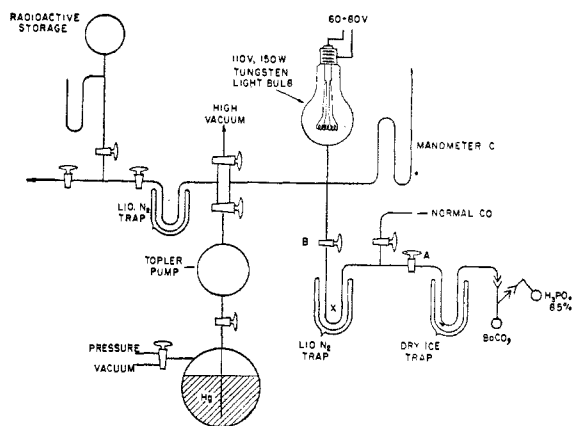 RADIOACTIVE
STORAGE
60-80V
110V, 150W
TUNGSTEN
LIGHT BULB
HIGH
VACUUM
MANOMETER C
LIQ. N₂
TRAP
NORMAL CO
B
A
TOPLER
PUMP
X
H₃PO₄
85%
BaCO₃
LIQ N₂
TRAP
DRY ICE
TRAP
PRESSURE
VACUUM
Hg